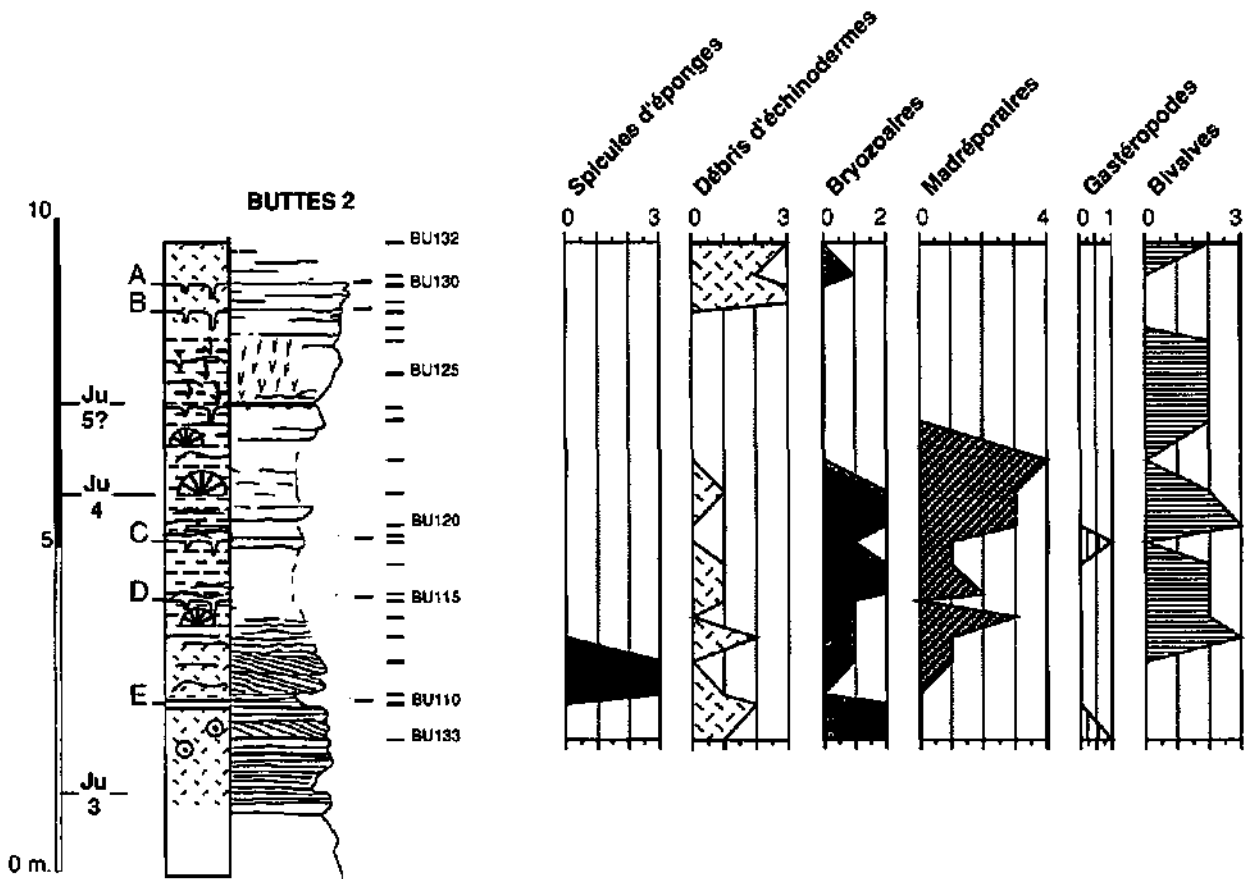 Spicules d'éponges
Débris d'échinodermes
Bryozoaires
Madréporaires
Gastéropodes
Bivalves
0 3 0 3 0 2 0 4 0 1 0 3
BUTTES 2
10
BU132
A
BU130
B
BU125
Ju
5?
Ju
4
BU120
C
5
D
BU115
E
BU110
BU133
Ju
3
0 m.